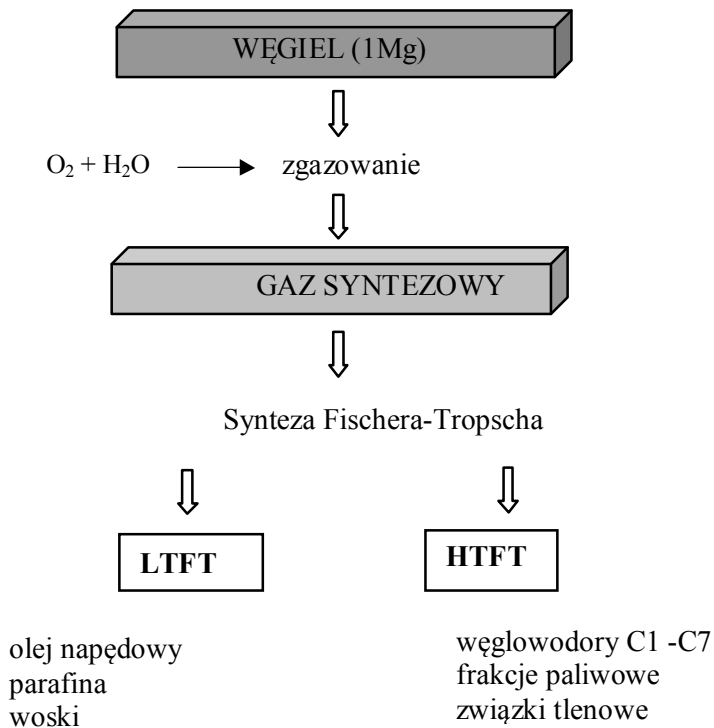 WĘGIEL (1Mg)
O₂ + H₂O
zgazowanie
GAZ SYNTEZOWY
Synteza Fischera-Tropscha
LTFT
HTFT
olej napędowy
parafina
woski
węglowodory C1 -C7
frakcje paliwowe
związki tlenowe